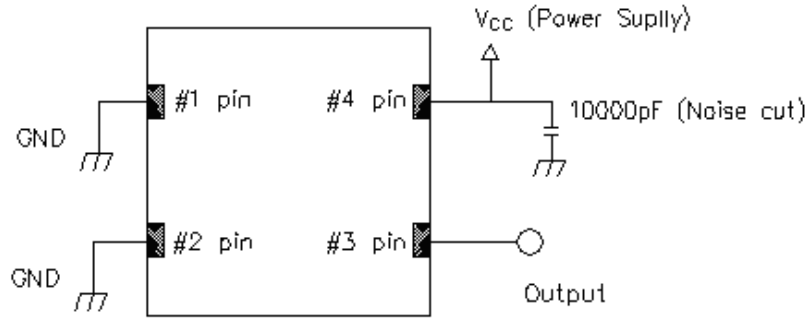 VCC (Power Suplly)
#1 pin
#4 pin
10000pF (Noise cut)
GND
#2 pin
#3 pin
GND
Output